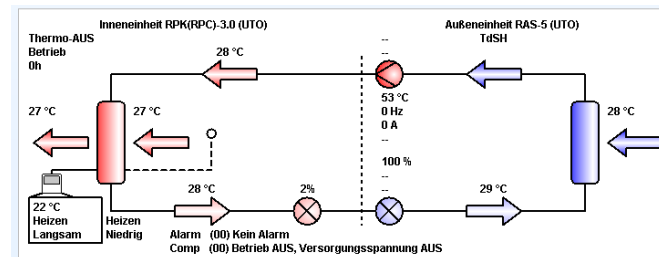 Inneneinheit RPK(RPC)-3.0 (UTO)
Außeneinheit RAS-5 (UTO)
Thermo-AUS
Betrieb
0h
--
TdSH
--
28 °C
53 °C
0 Hz
0 A
--
100 %
--
--
27 °C
27 °C
28 °C
22 °C
Heizen
Langsam
Heizen
Niedrig
28 °C
2%
29 °C
Alarm (00) Kein Alarm
Comp (00) Betrieb AUS, Versorgungsspannung AUS